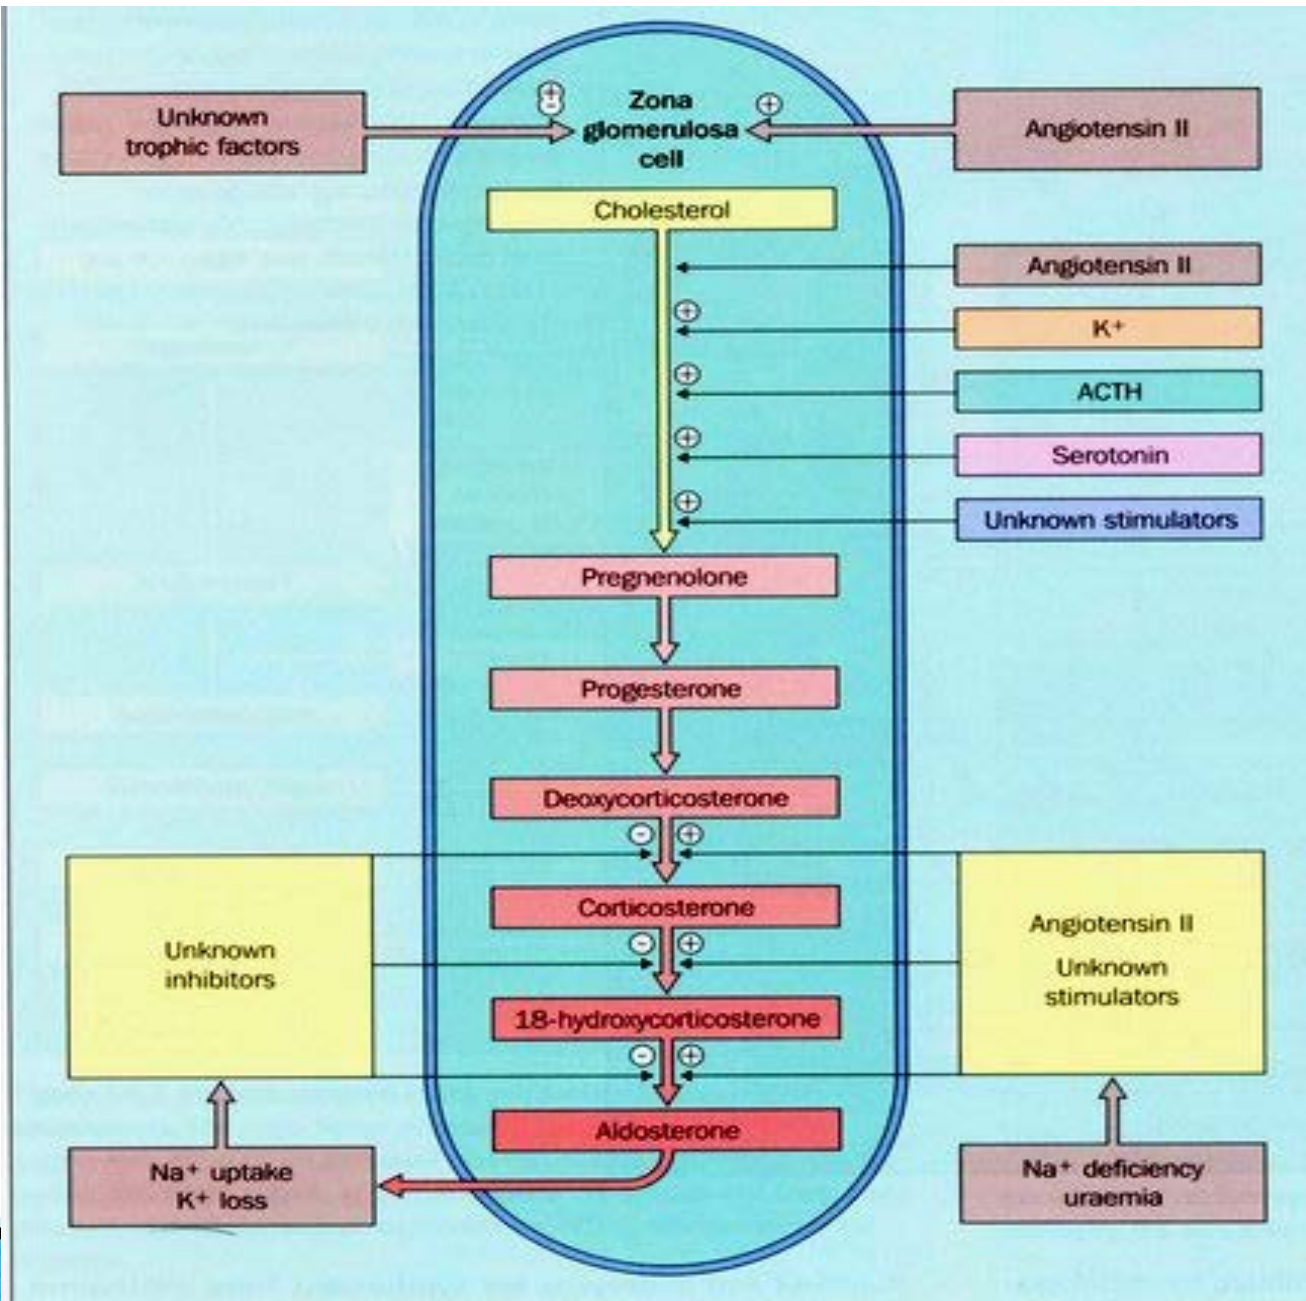 Unknown
trophic factors
+
-
Zona
glomerulosa
cell
+
Angiotensin II
Cholesterol
Angiotensin II
+
K+
+
ACTH
+
Serotonin
+
Unknown stimulators
Pregnenolone
Progesterone
Deoxycorticosterone
- +
Corticosterone
- +
18-hydroxycorticosterone
- +
Aldosterone
Unknown
inhibitors
Angiotensin II
Unknown
stimulators
Na+ uptake
K+ loss
Na+ deficiency
uraemia